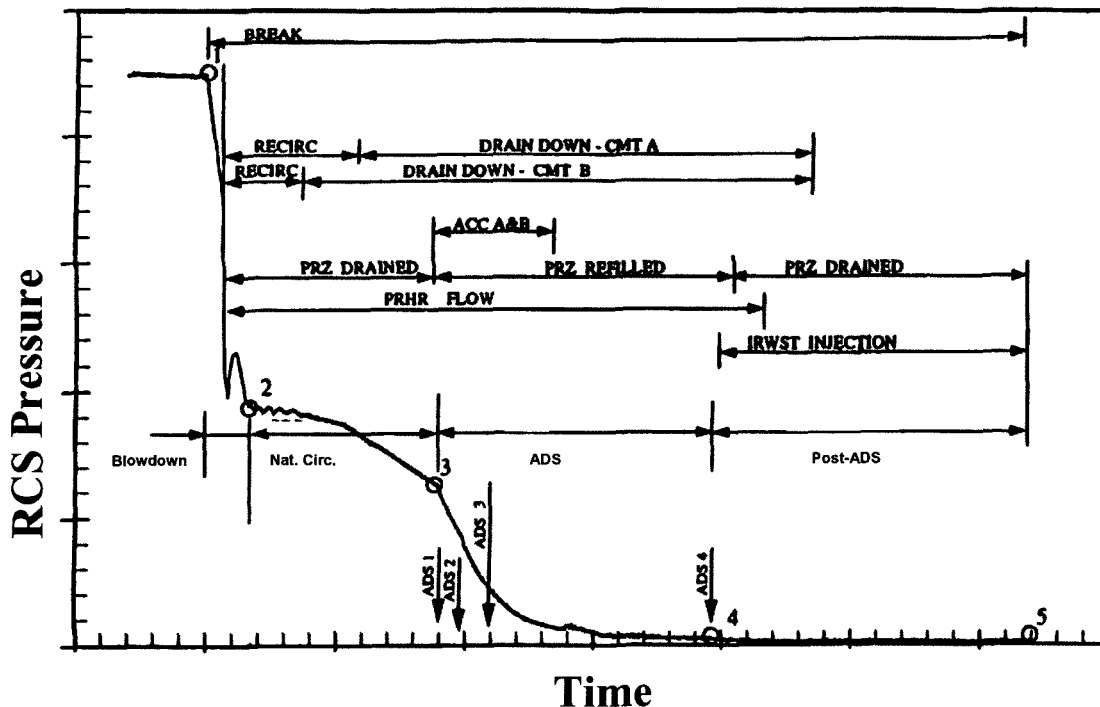 BREAK
1
RECIRC DRAIN DOWN - CMT A
RECIRC DRAIN DOWN - CMT B
ACC A&B
PRZ DRAINED PRZ REFILLED PRZ DRAINED
PRHR FLOW
IRWST INJECTION
2
Blowdown Nat. Circ. ADS Post-ADS
3
ADS 1
ADS 2
ADS 3
ADS 4
4
5
RCS Pressure
Time